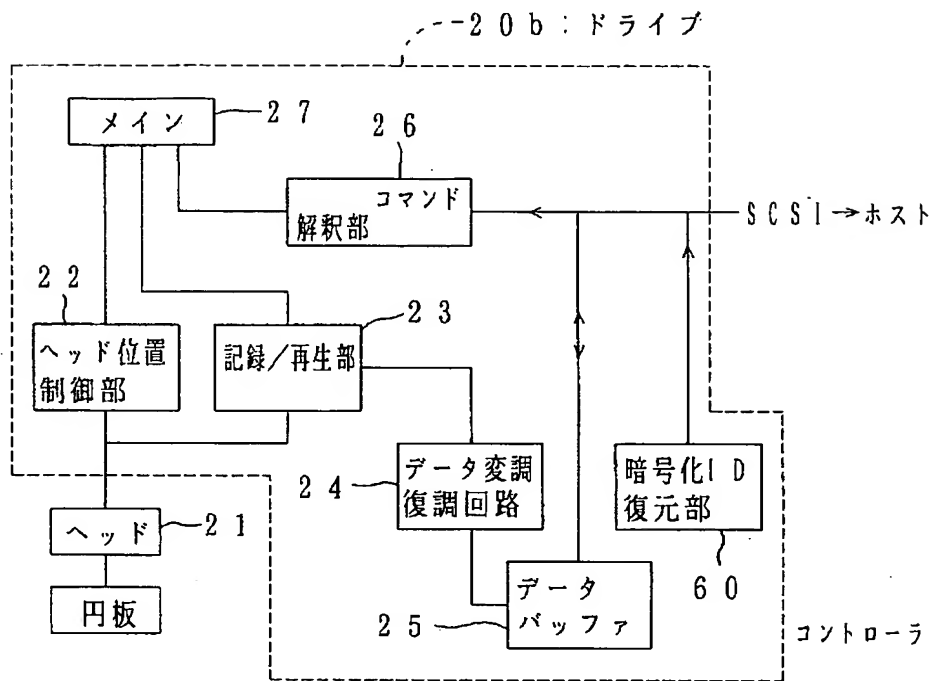 20b:ドライブ
メイン
27
26
コマンド
解釈部
SCSI→ホスト
22
23
ヘッド位置
制御部
記録/再生部
24
データ変調
復調回路
暗号化ID
復元部
ヘッド
21
60
円板
25
データ
バッファ
コントローラ